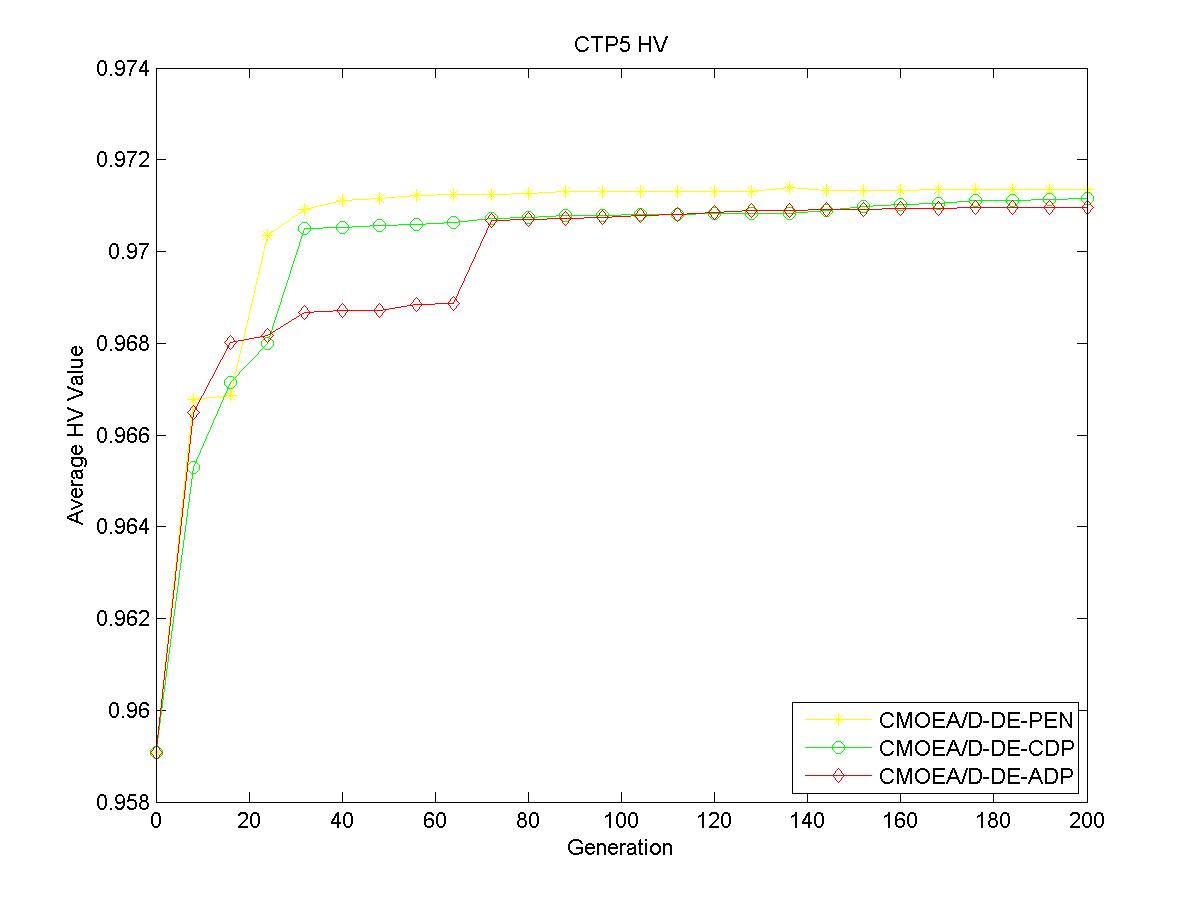 CTP5 HV
0.974
0.972
0.97
0.968
0.966
0.964
0.962
0.96
0.958
Average HV Value
0 20 40 60 80 100 120 140 160 180 200
Generation
CMOEA/D-DE-PEN
CMOEA/D-DE-CDP
CMOEA/D-DE-ADP